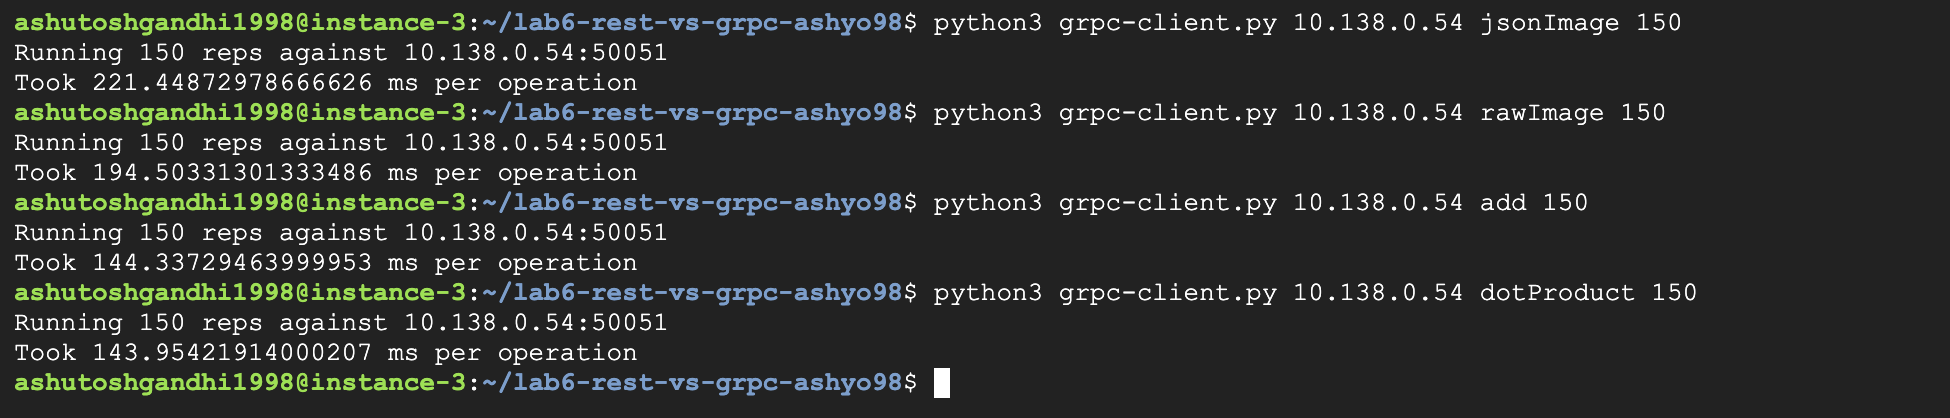 ashutoshgandhi1998@instance-3:~/lab6-rest-vs-grpc-ashyo98$ python3 grpc-client.py 10.138.0.54 jsonImage 150
Running 150 reps against 10.138.0.54:50051
Took 221.44872978666626 ms per operation
ashutoshgandhi1998@instance-3:~/lab6-rest-vs-grpc-ashyo98$ python3 grpc-client.py 10.138.0.54 rawImage 150
Running 150 reps against 10.138.0.54:50051
Took 194.50331301333486 ms per operation
ashutoshgandhi1998@instance-3:~/lab6-rest-vs-grpc-ashyo98$ python3 grpc-client.py 10.138.0.54 add 150
Running 150 reps against 10.138.0.54:50051
Took 144.33729463999953 ms per operation
ashutoshgandhi1998@instance-3:~/lab6-rest-vs-grpc-ashyo98$ python3 grpc-client.py 10.138.0.54 dotProduct 150
Running 150 reps against 10.138.0.54:50051
Took 143.95421914000207 ms per operation
ashutoshgandhi1998@instance-3:~/lab6-rest-vs-grpc-ashyo98$